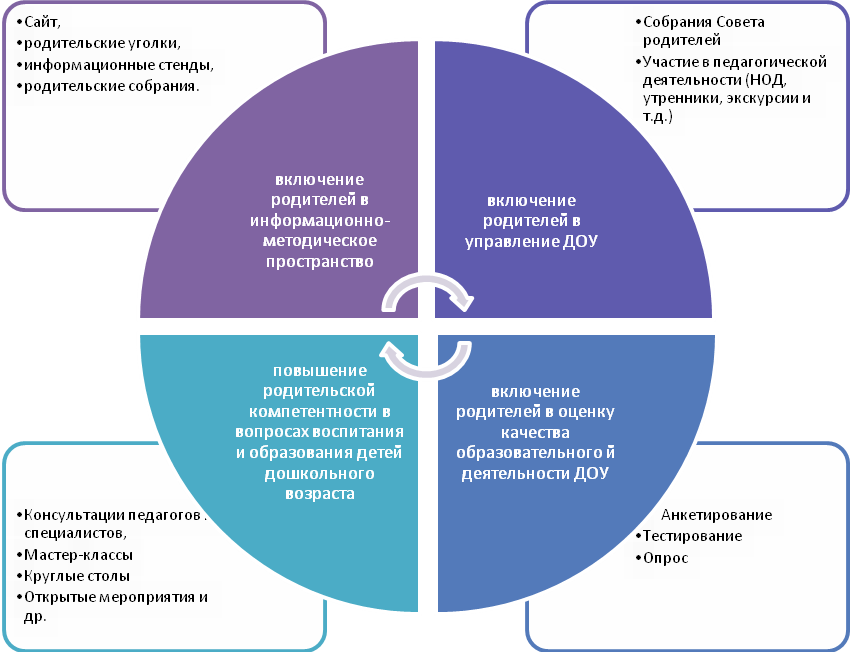 •Сайт,
•родительские уголки,
•информационные стенды,
•родительские собрания.
•Собрания Совета
родителей
•Участие в педагогической
деятельности (НОД,
утренники, экскурсии и
т.д.)
включение
родителей в
информационно-
методическое
пространство
включение
родителей в
управление ДОУ
повышение
родительской
компетентности в
вопросах воспитания
и образования детей
дошкольного
возраста
включение
родителей в оценку
качества
образовательного й
деятельности ДОУ
•Консультации педагогов .
специалистов,
•Мастер-классы
•Круглые столы
•Открытые мероприятия и
др.
Анкетирование
•Тестирование
•Опрос